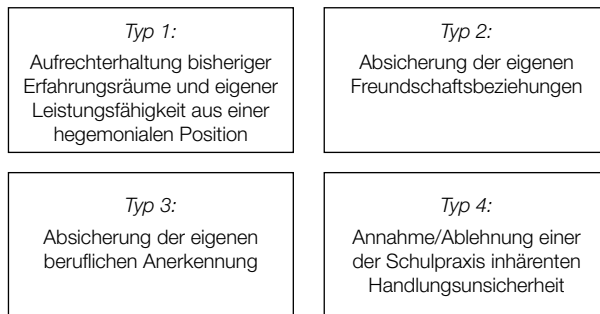 Typ 1:
Aufrechterhaltung bisheriger
Erfahrungsräume und eigener
Leistungsfähigkeit aus einer
hegemonialen Position
Typ 2:
Absicherung der eigenen
Freundschaftsbeziehungen
Typ 3:
Absicherung der eigenen
beruflichen Anerkennung
Typ 4:
Annahme/Ablehnung einer
der Schulpraxis inhärenten
Handlungsunsicherheit